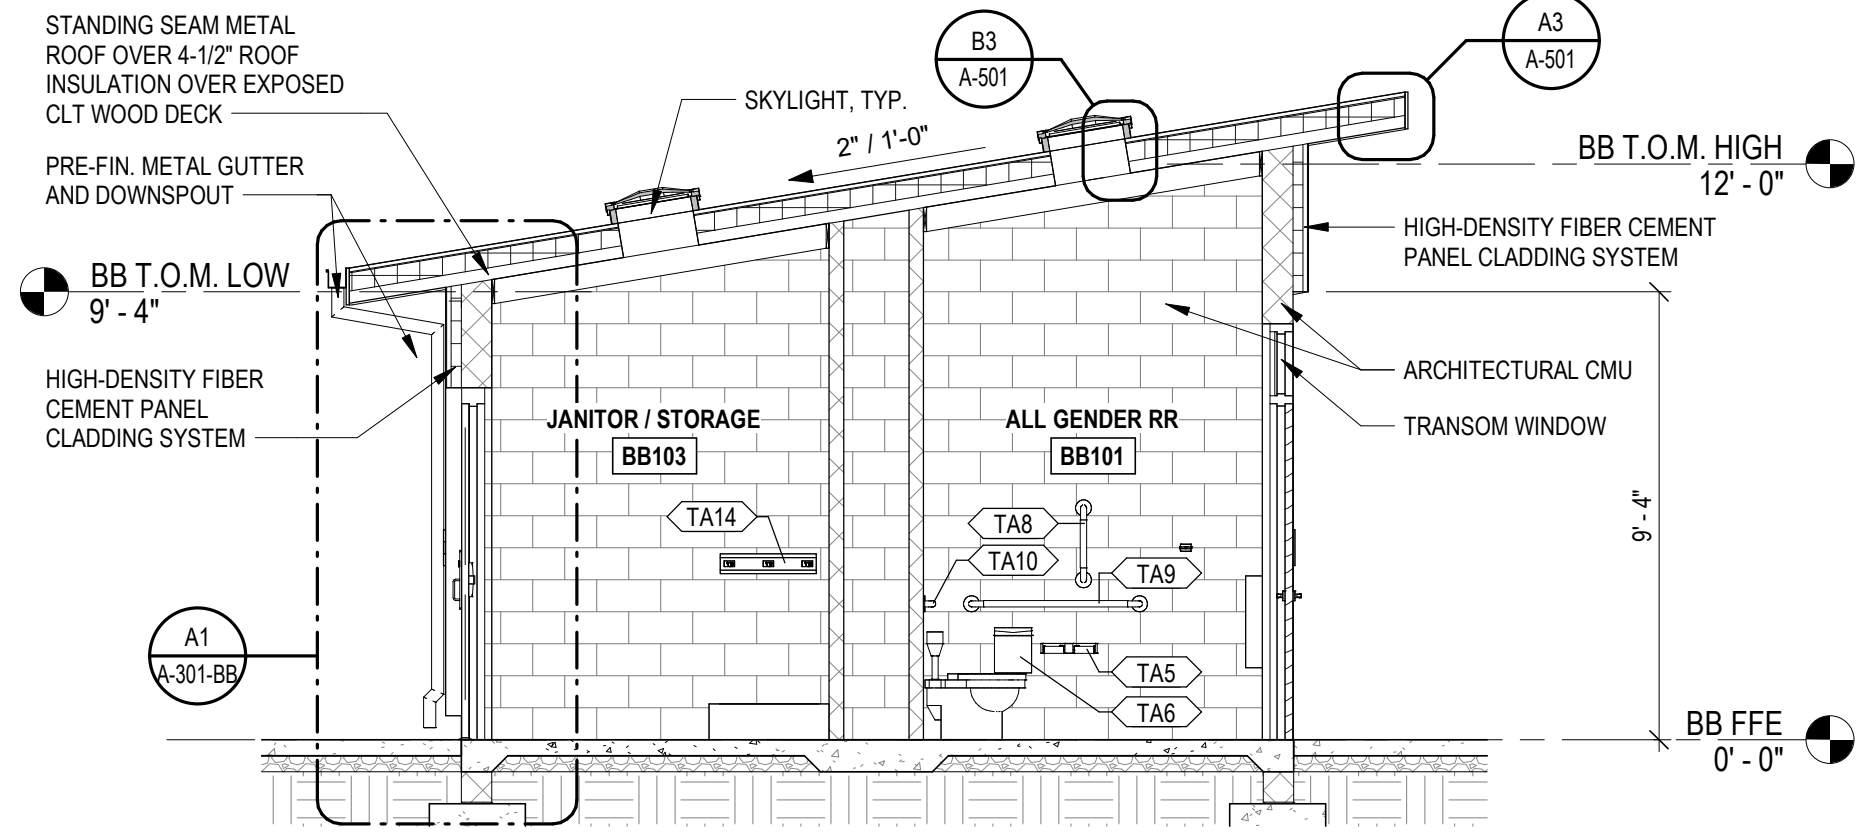 STANDING SEAM METAL
ROOF OVER 4-1/2" ROOF
INSULATION OVER EXPOSED
CLT WOOD DECK
PRE-FIN. METAL GUTTER
AND DOWNSPOUT
BB T.O.M. LOW
9' - 4"
HIGH-DENSITY FIBER
CEMENT PANEL
CLADDING SYSTEM
A1
A-301-BB
SKYLIGHT, TYP.
2" / 1'-0"
B3
A-501
A3
A-501
BB T.O.M. HIGH
12' - 0"
HIGH-DENSITY FIBER CEMENT
PANEL CLADDING SYSTEM
ARCHITECTURAL CMU
TRANSOM WINDOW
9' - 4"
BB FFE
0' - 0"
JANITOR / STORAGE
BB103
TA14
ALL GENDER RR
BB101
TA8
TA10
TA9
TA5
TA6